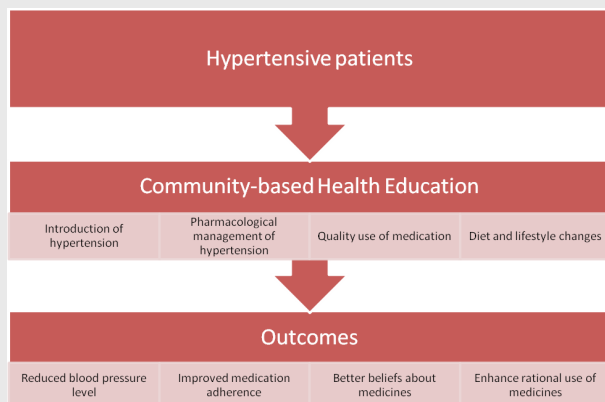 Hypertensive patients
Community-based Health Education
Introduction of
hypertension
Pharmacological
management of
hypertension
Quality use of medication
Diet and lifestyle changes
Outcomes
Reduced blood pressure
level
Improved medication
adherence
Better beliefs about
medicines
Enhance rational use of
medicines